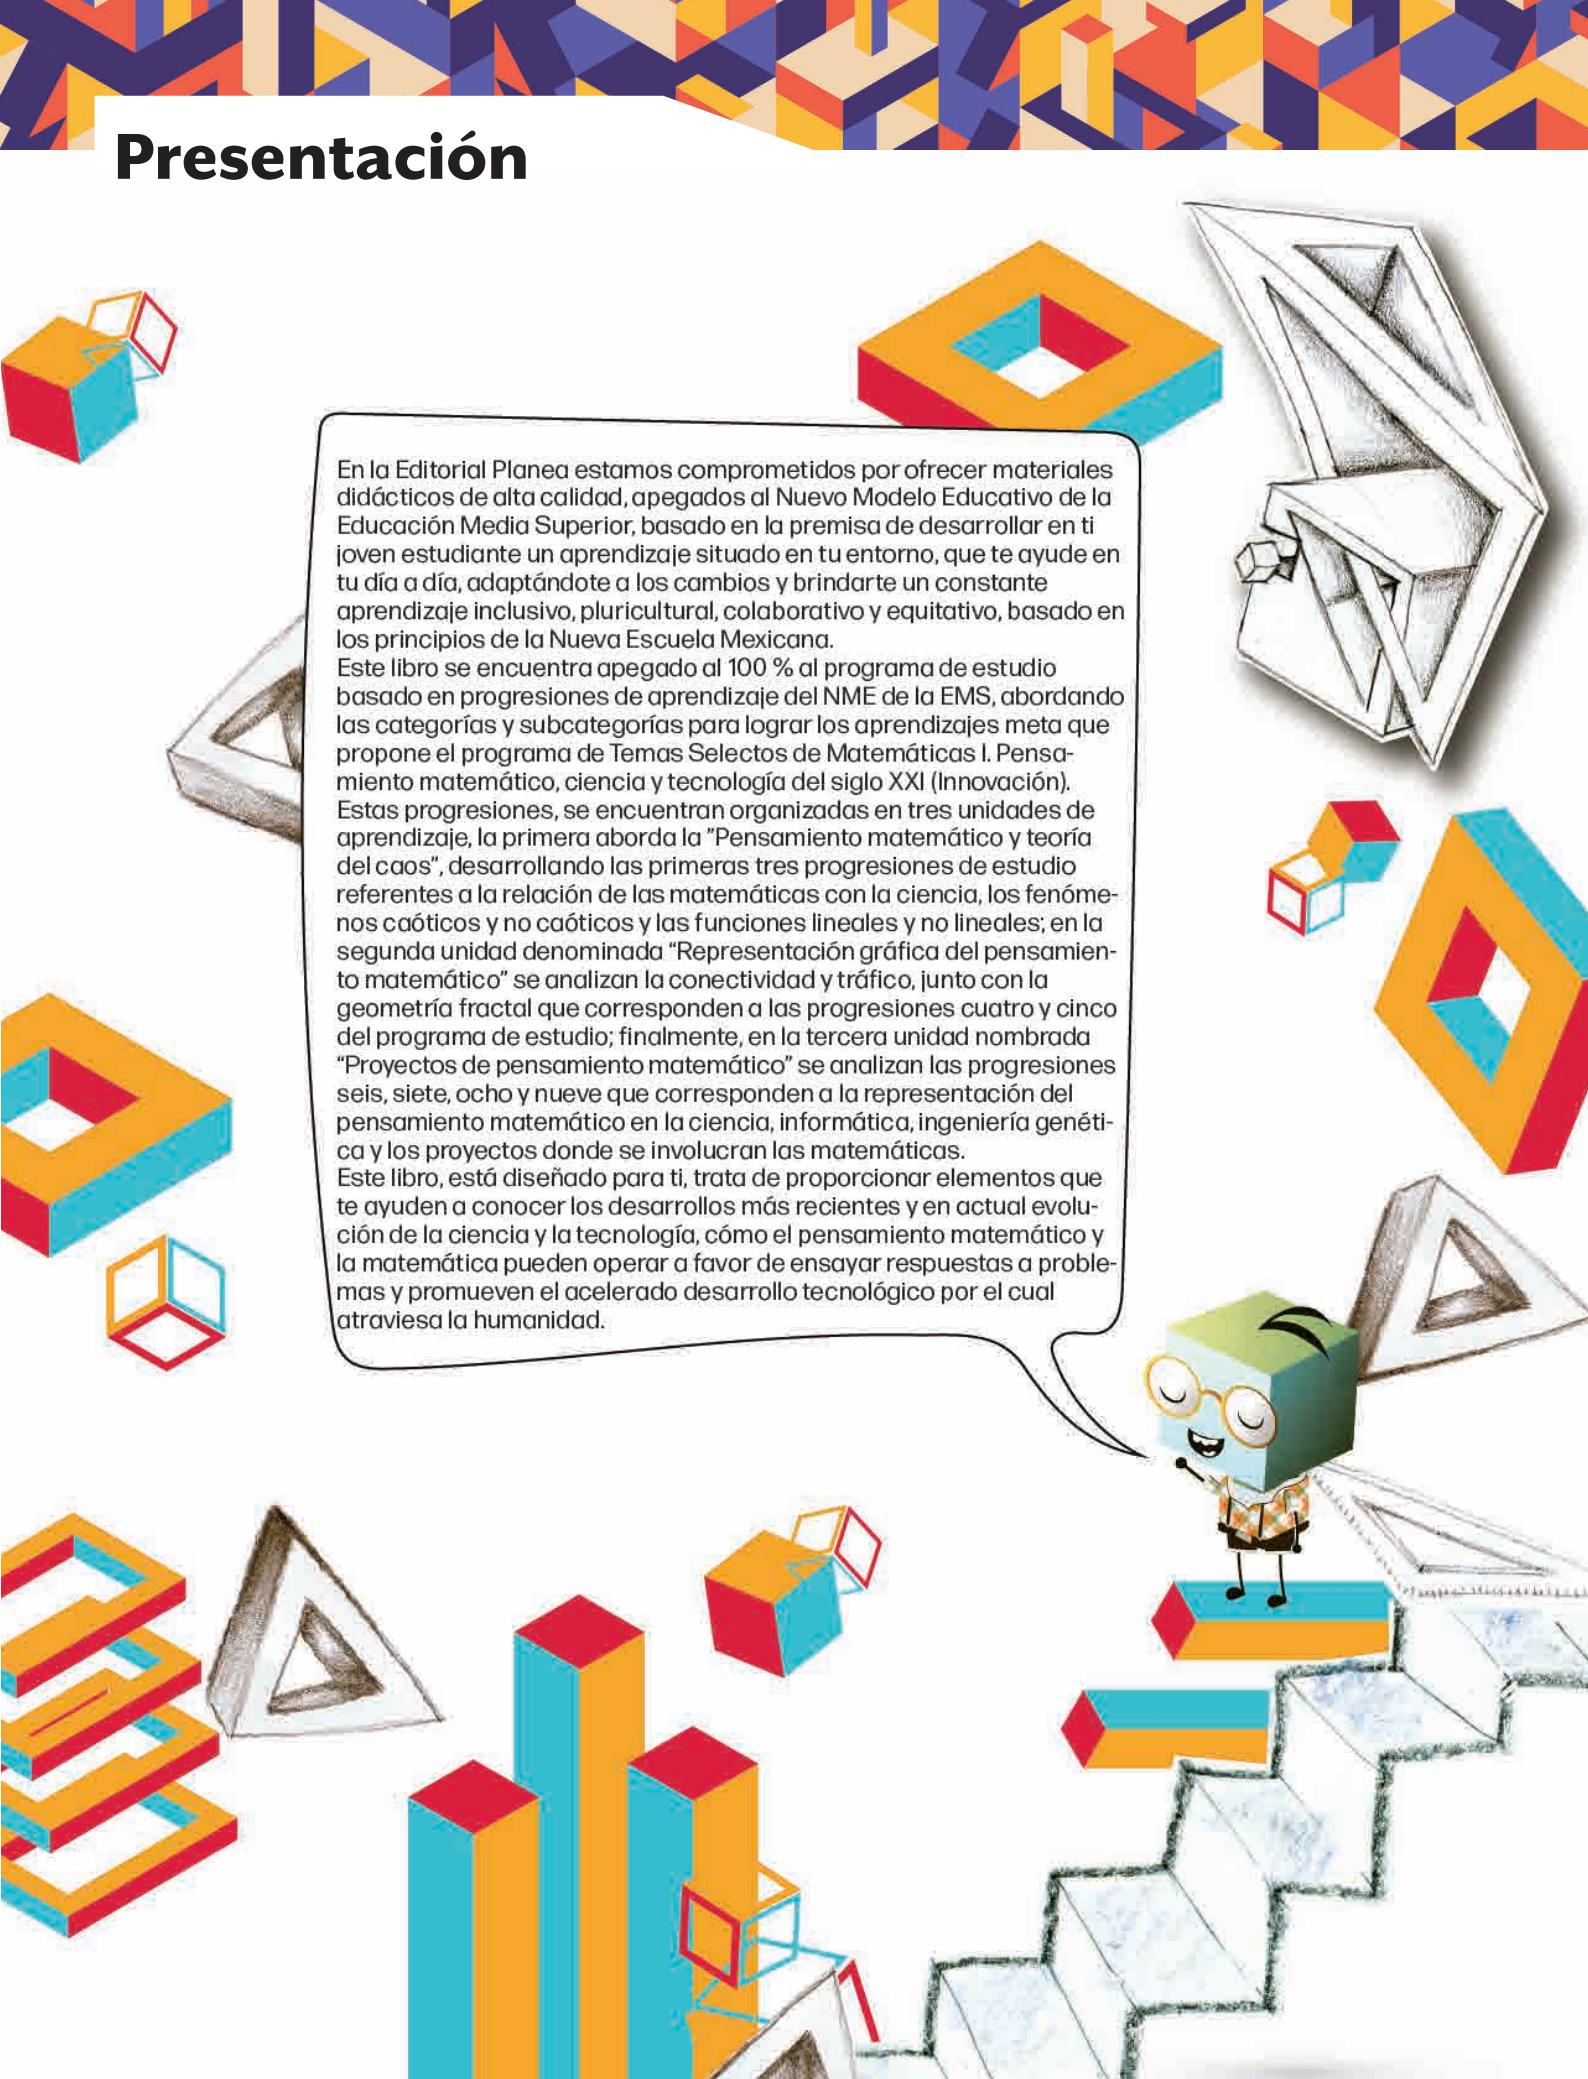 Presentación
En la Editorial Planea estamos comprometidos por ofrecer materiales
didácticos de alta calidad, apegados al Nuevo Modelo Educativo de la
Educación Media Superior, basado en la premisa de desarrollar en ti
joven estudiante un aprendizaje situado en tu entorno, que te ayude en
tu día a día, adaptándote a los cambios y brindarte un constante
aprendizaje inclusivo, pluricultural, colaborativo y equitativo, basado en
los principios de la Nueva Escuela Mexicana.
Este libro se encuentra apegado al 100 % al programa de estudio
basado en progresiones de aprendizaje del NME de la EMS, abordando
las categorías y subcategorías para lograr los aprendizajes meta que
propone el programa de Temas Selectos de Matemáticas I. Pensa-
miento matemático, ciencia y tecnología del siglo XXI (Innovación).
Estas progresiones, se encuentran organizadas en tres unidades de
aprendizaje, la primera aborda la "Pensamiento matemático y teoría
del caos", desarrollando las primeras tres progresiones de estudio
referentes a la relación de las matemáticas con la ciencia, los fenóme-
nos caóticos y no caóticos y las funciones lineales y no lineales; en la
segunda unidad denominada "Representación gráfica del pensamien-
to matemático" se analizan la conectividad y tráfico, junto con la
geometría fractal que corresponden a las progresiones cuatro y cinco
del programa de estudio; finalmente, en la tercera unidad nombrada
"Proyectos de pensamiento matemático" se analizan las progresiones
seis, siete, ocho y nueve que corresponden a la representación del
pensamiento matemático en la ciencia, informática, ingeniería genéti-
ca y los proyectos donde se involucran las matemáticas.
Este libro, está diseñado para ti, trata de proporcionar elementos que
te ayuden a conocer los desarrollos más recientes y en actual evolu-
ción de la ciencia y la tecnología, cómo el pensamiento matemático y
la matemática pueden operar a favor de ensayar respuestas a proble-
mas y promueven el acelerado desarrollo tecnológico por el cual
atraviesa la humanidad.